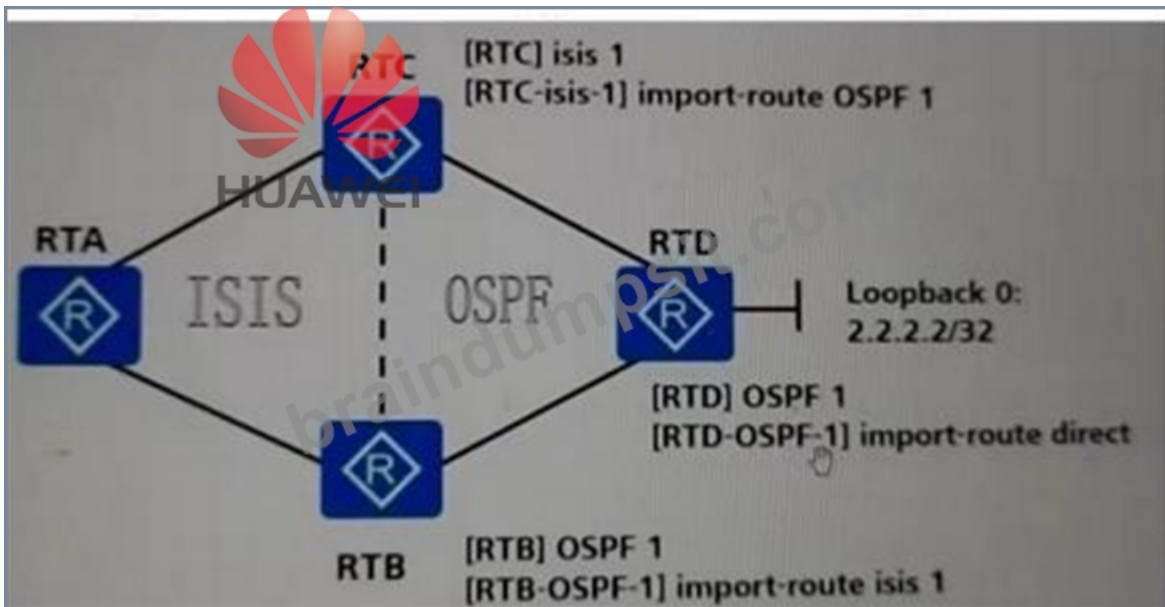 RTC
[RTC] isis 1
[RTC-isis-1] import-route OSPF 1
HUAWEI
RTA
ISIS
OSPF
RTD
R
R
R
R
Loopback 0:
2.2.2.2/32
[RTD] OSPF 1
[RTD-OSPF-1] import-route direct
braindumpsit.com
RTB
[RTB] OSPF 1
[RTB-OSPF-1] import-route isis 1